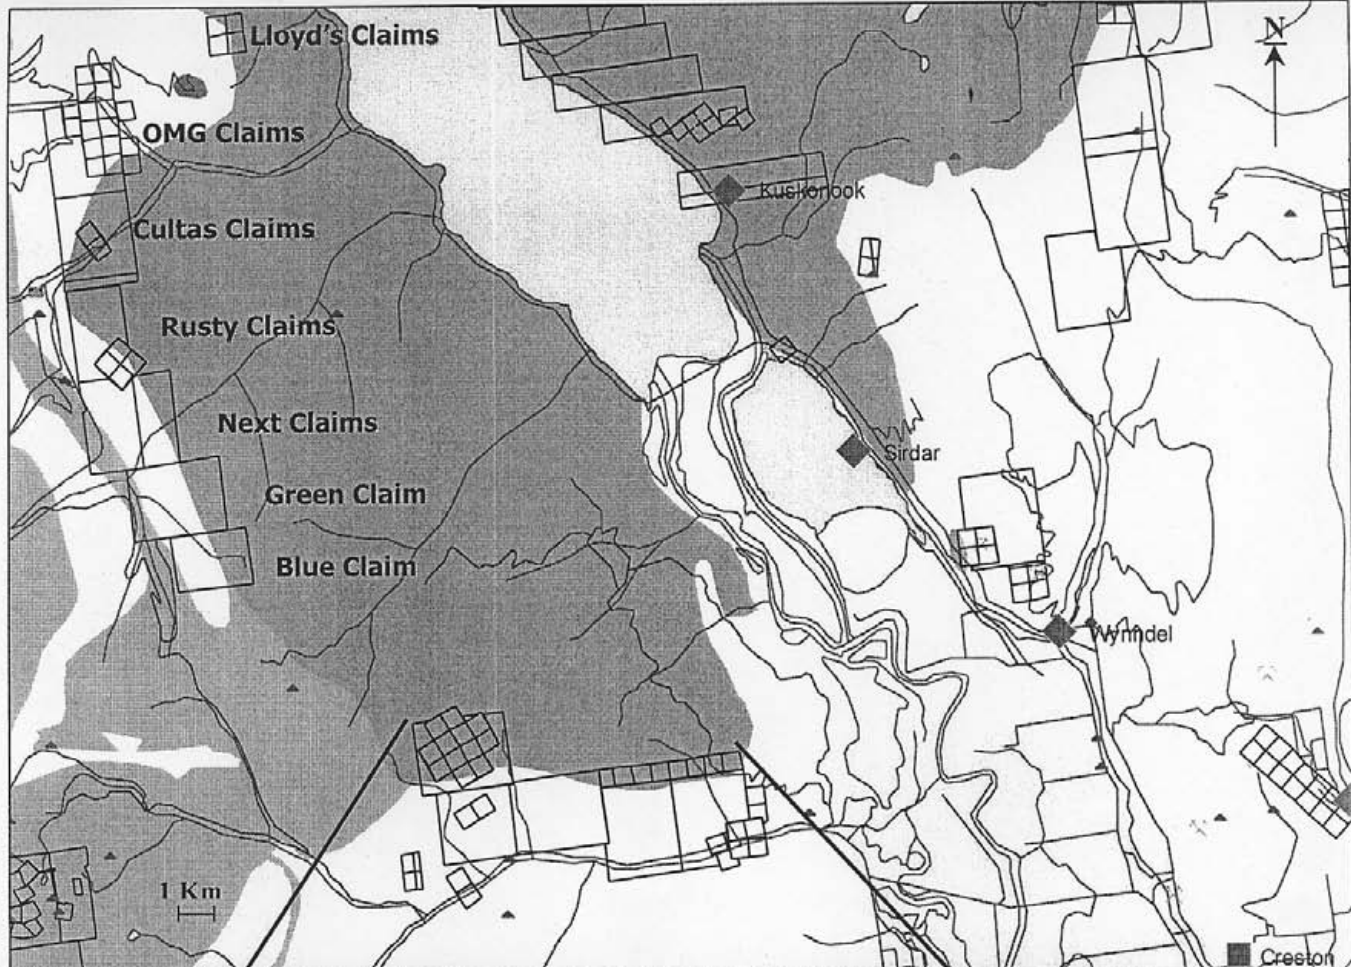 Lloyd's Claims
N
OMG Claims
Kuskonook
Cultas Claims
Rusty Claims
Next Claims
Sirdar
Green Claim
Blue Claim
Wynndel
1 Km
Creston